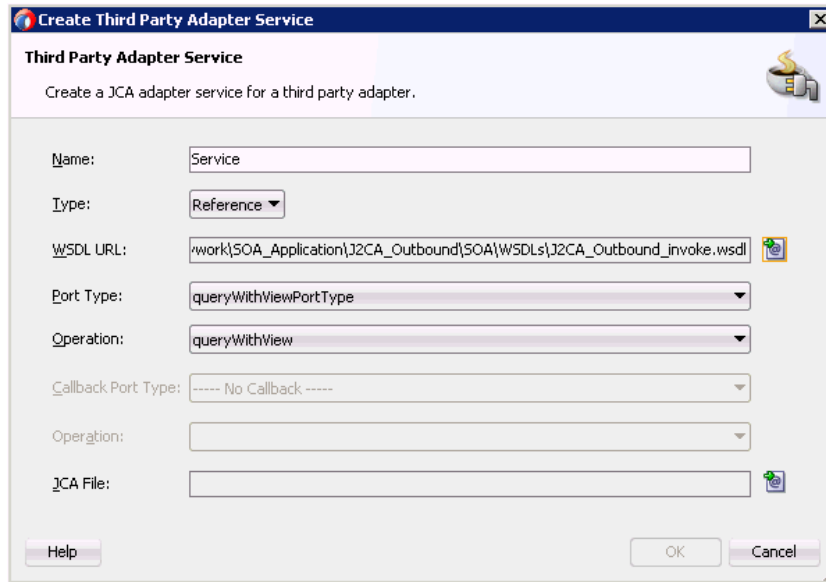 Create Third Party Adapter Service
Third Party Adapter Service
Create a JCA adapter service for a third party adapter.
Name: Service
Type: Reference
WSDL URL: work\SOA_Application\J2CA_Outbound\SOA\WSDLs\J2CA_Outbound_invoke.wsdl
Port Type: queryWithViewPortType
Operation: queryWithView
Callback Port Type: ----- No Callback -----
Operation:
JCA File:
Help OK Cancel